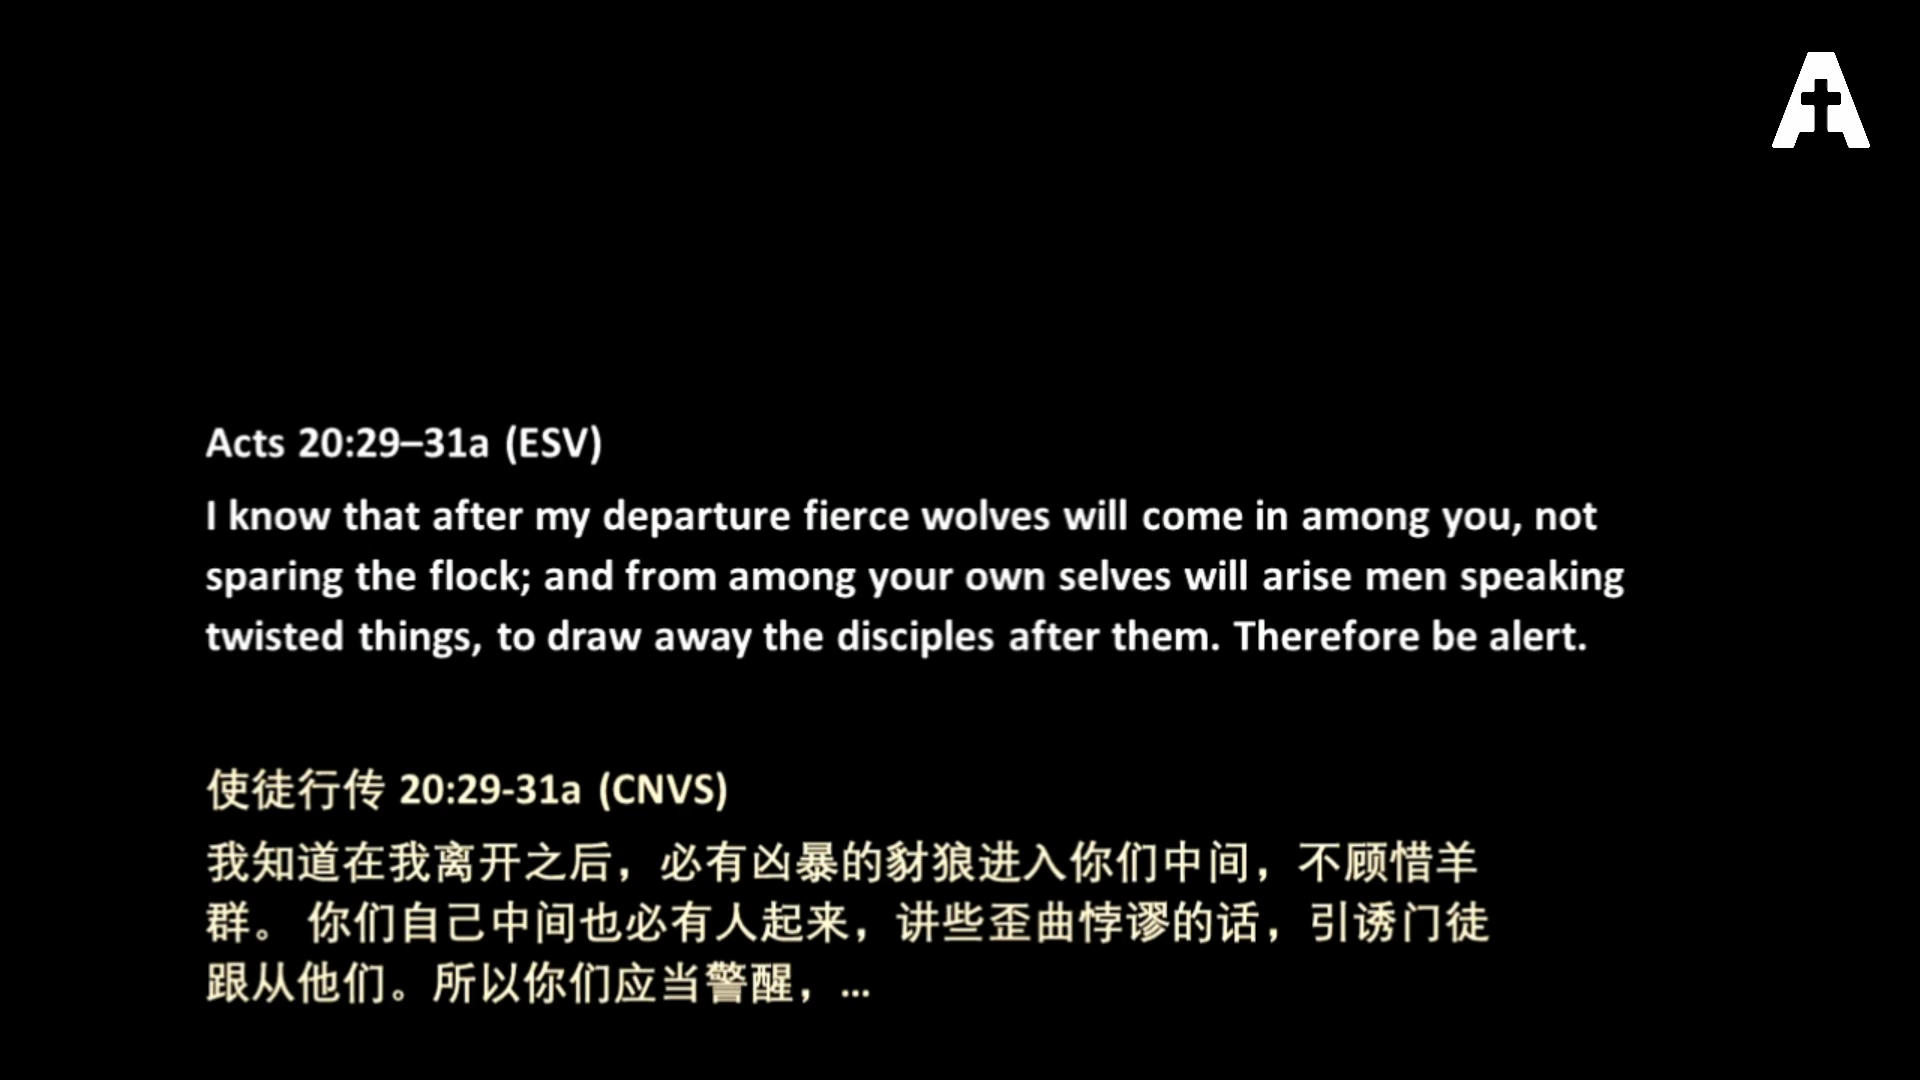 A
Acts 20:29–31a (ESV)
I know that after my departure fierce wolves will come in among you, not
sparing the flock; and from among your own selves will arise men speaking
twisted things, to draw away the disciples after them. Therefore be alert.
使徒行传 20:29-31a (CNVS)
我知道在我离开之后，必有凶暴的豺狼进入你们中间，不顾惜羊
群。 你们自己中间也必有人起来，讲些歪曲悖谬的话，引诱门徒
跟从他们。所以你们应当警醒，...